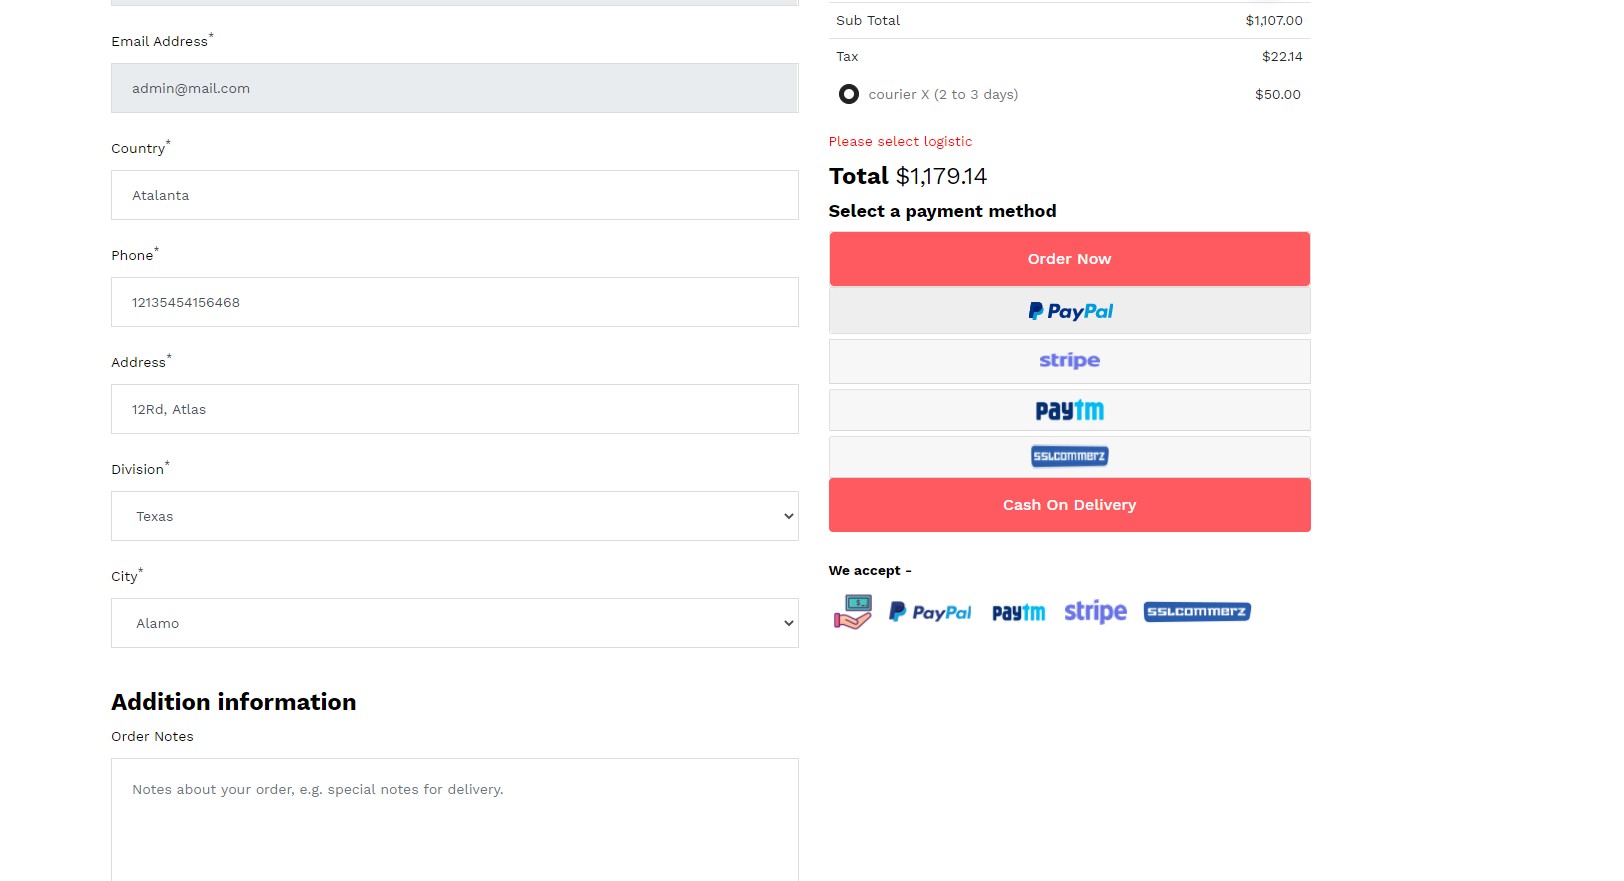 Email Address*
admin@mail.com
Country*
Atalanta
Phone*
12135454156468
Address*
12Rd, Atlas
Division*
Texas
City*
Alamo
Addition information
Order Notes
Notes about your order, e.g. special notes for delivery.
Sub Total $1,107.00
Tax $22.14
courier X (2 to 3 days) $50.00
Please select logistic
Total $1,179.14
Select a payment method
Order Now
PayPal
stripe
paytm
SSLCOMMERZ
Cash On Delivery
We accept -
PayPal paytm stripe SSLCOMMERZ